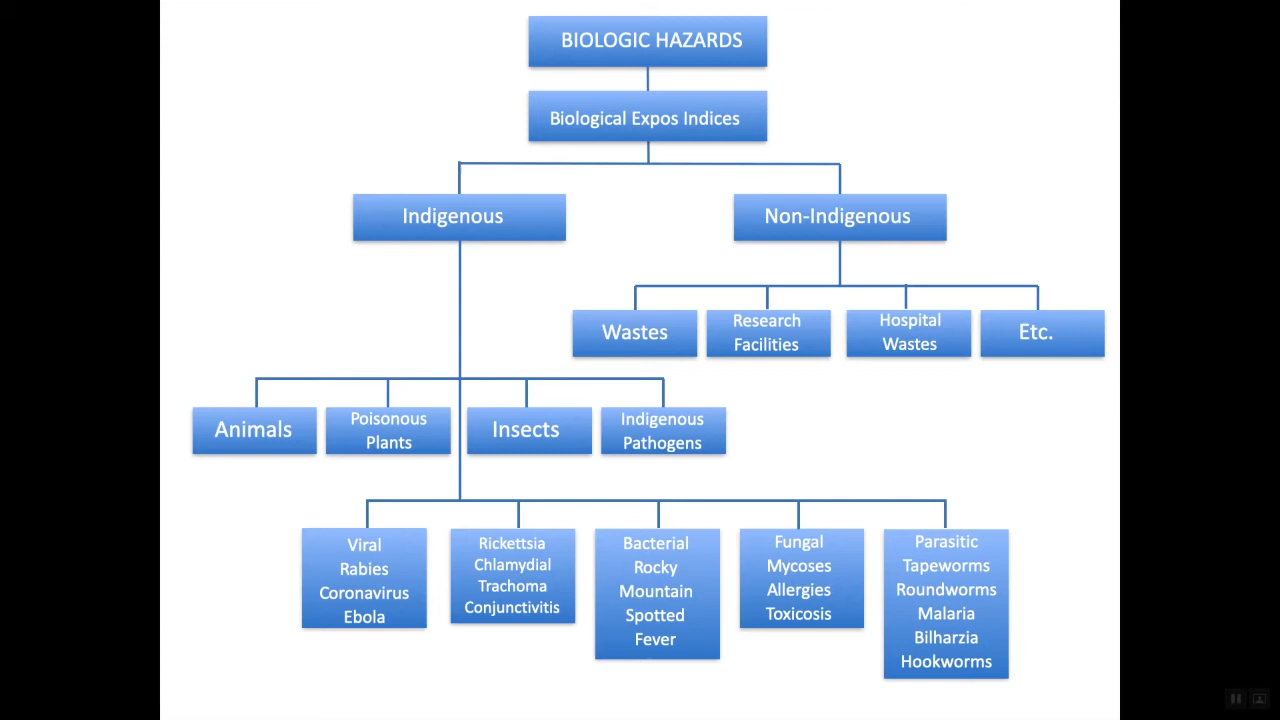 BIOLOGIC HAZARDS
Biological Expos Indices
Indigenous
Non-Indigenous
Wastes
Research
Facilities
Hospital
Wastes
Etc.
Animals
Poisonous
Plants
Insects
Indigenous
Pathogens
Viral
Rabies
Coronavirus
Ebola
Rickettsia
Chlamydial
Trachoma
Conjunctivitis
Bacterial
Rocky
Mountain
Spotted
Fever
Fungal
Mycoses
Allergies
Toxicosis
Parasitic
Tapeworms
Roundworms
Malaria
Bilharzia
Hookworms